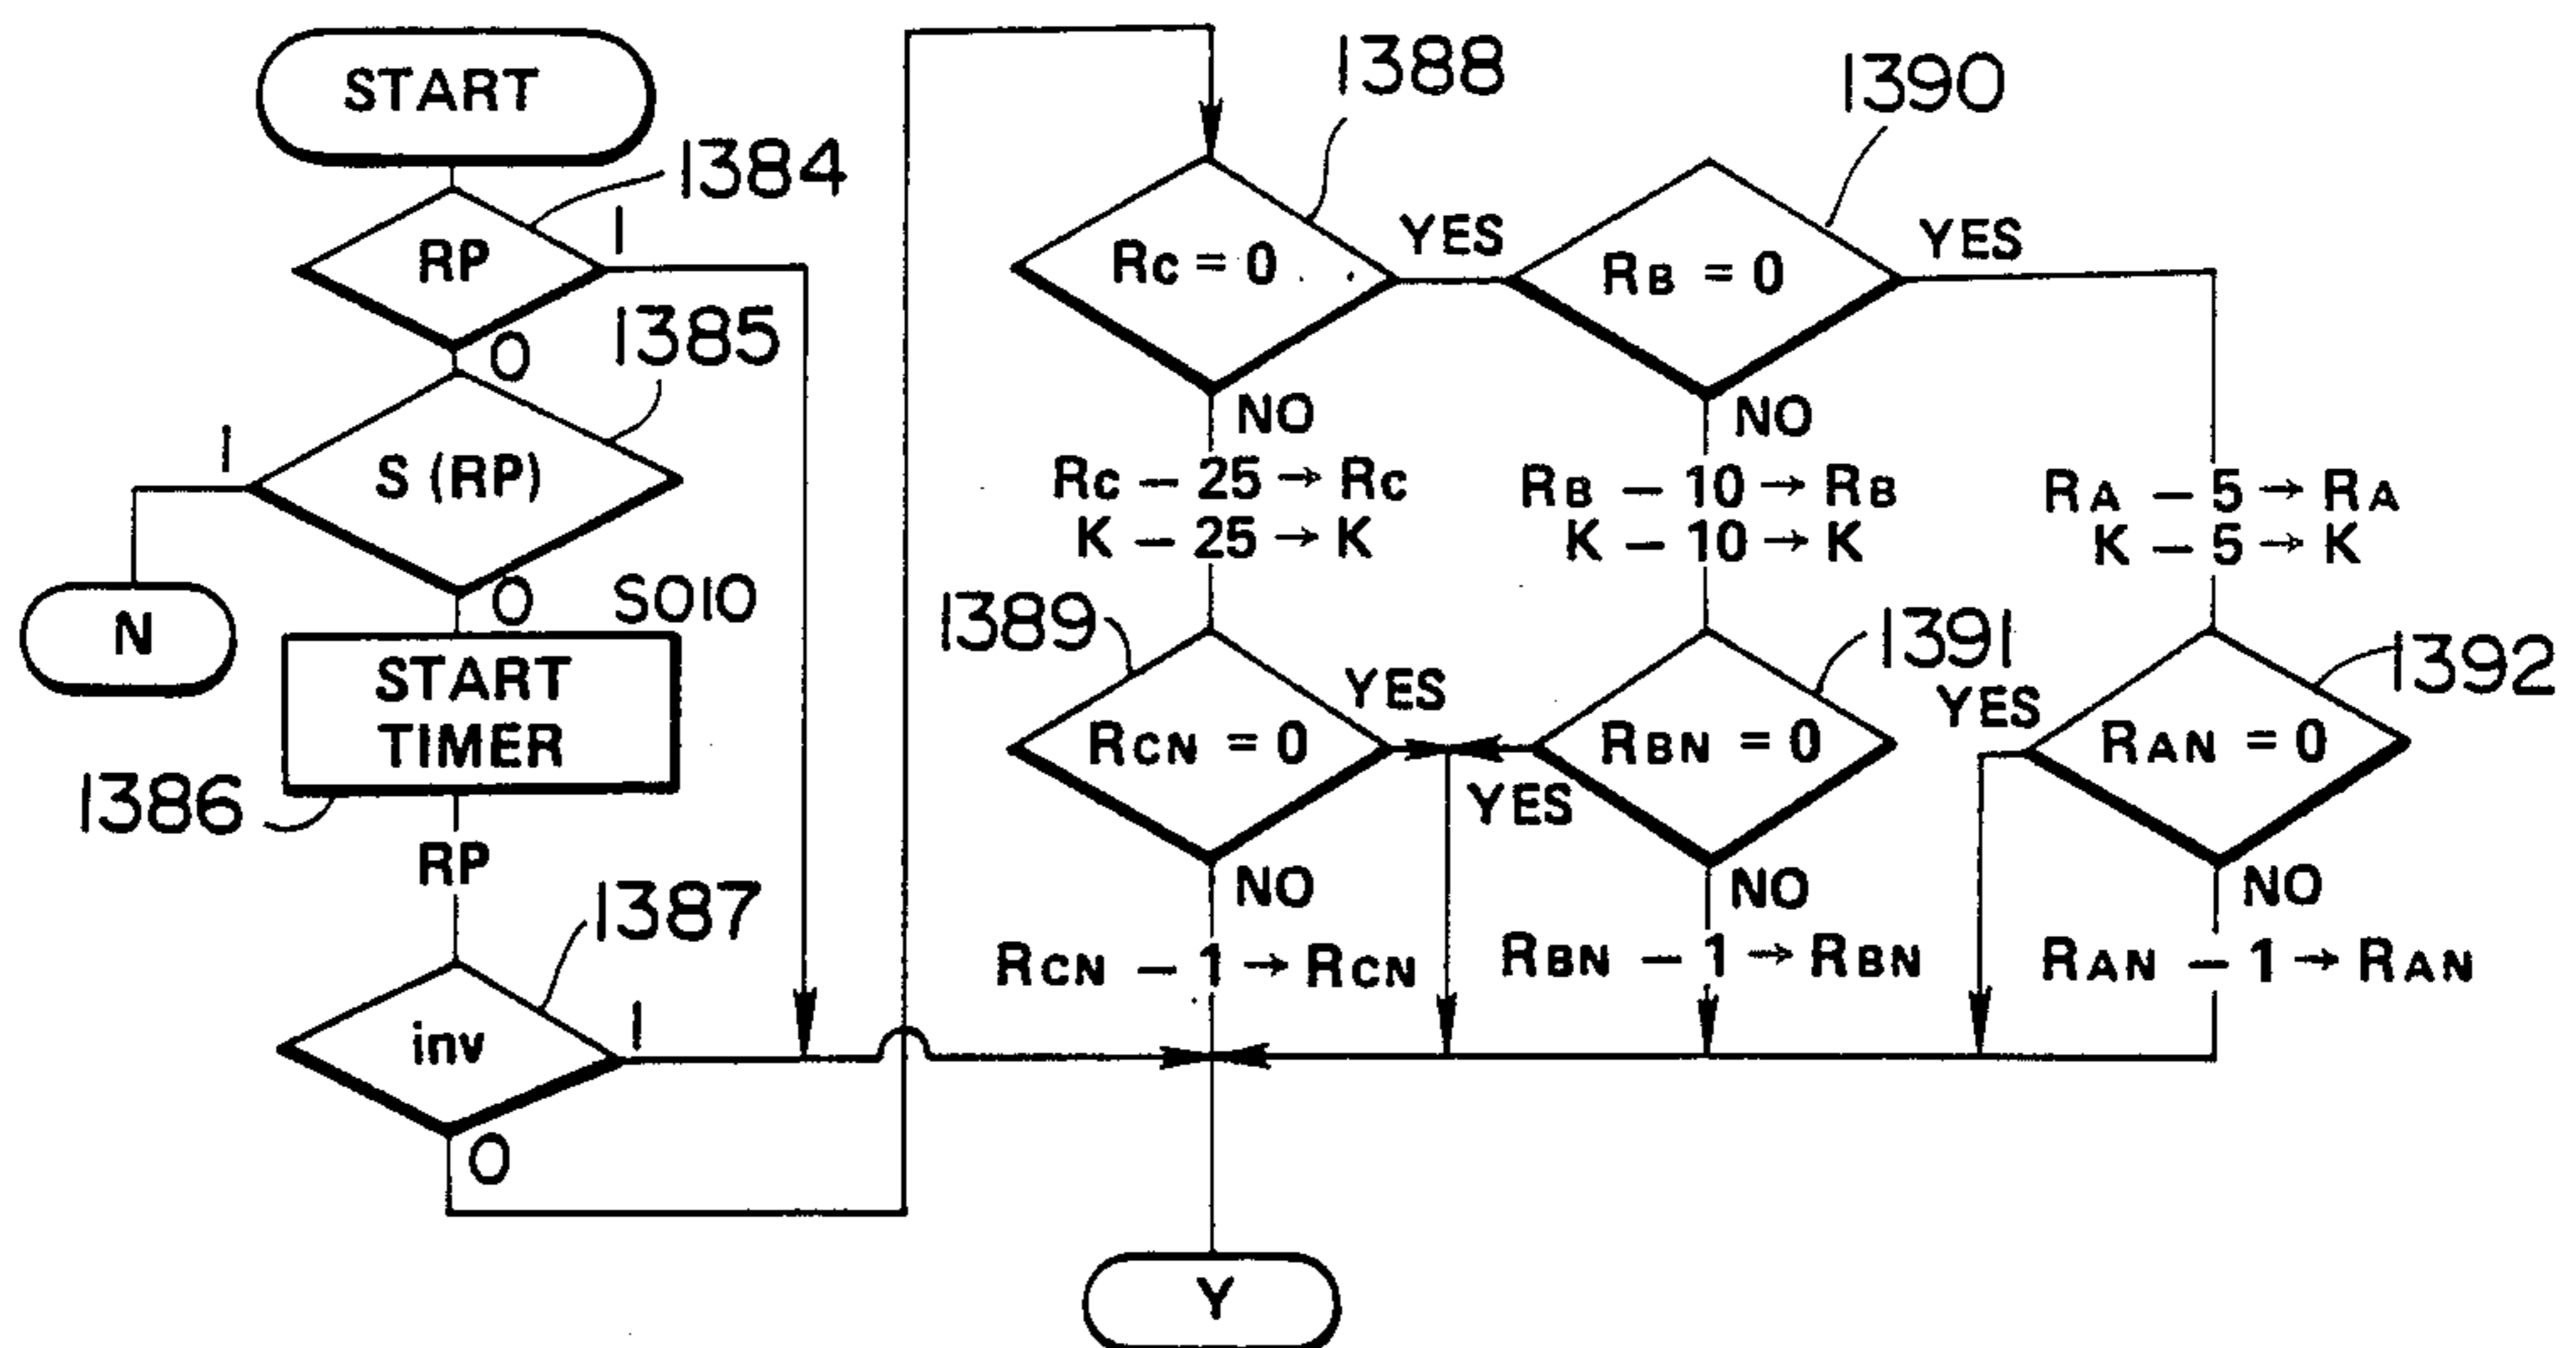 START
1384
RP
1
0
1385
S (RP)
1
0
N
S010
START
TIMER
1386
RP
1387
inv
1
0
1388
Rc = 0
YES
NO
Rc – 25 → Rc
K – 25 → K
1389
RCN = 0
YES
NO
RCN – 1 → RCN
1390
RB = 0
YES
NO
RB – 10 → RB
K – 10 → K
1391
RBN = 0
YES
NO
RBN – 1 → RBN
RA – 5 → RA
K – 5 → K
1392
YES
RAN = 0
NO
RAN – 1 → RAN
Y